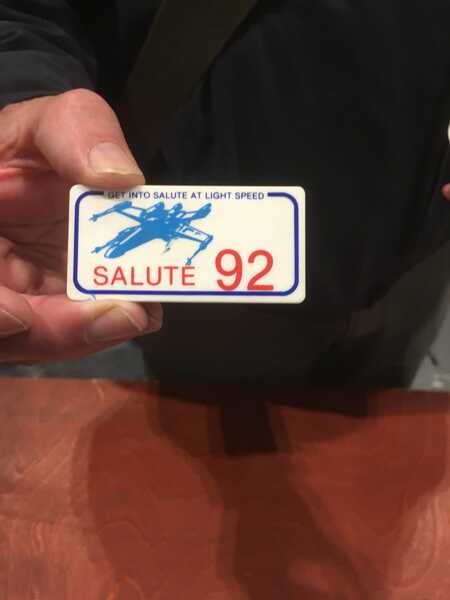 GET INTO SALUTE AT LIGHT SPEED
SALUTE 92